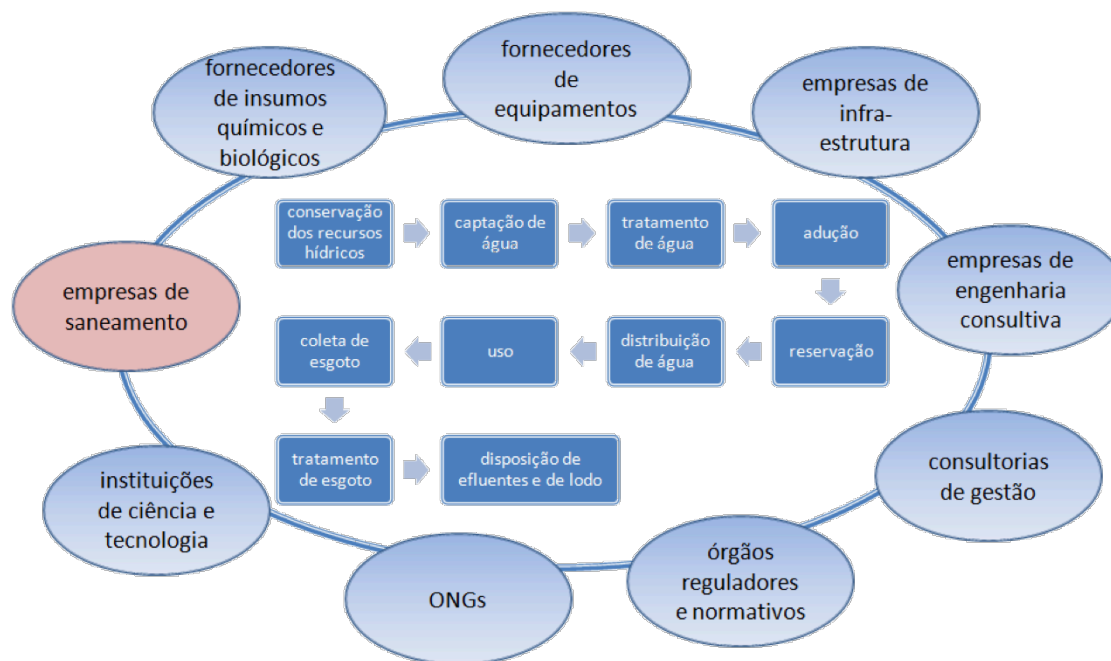 fornecedores
de insumos
químicos e
biológicos
fornecedores
de
equipamentos
empresas de
infra-
estrutura
empresas de
saneamento
conservação
dos recursos
hídricos
captação de
água
tratamento
de água
adução
empresas de
engenharia
consultiva
coleta de
esgoto
uso
distribuição
de água
reservação
tratamento
de esgoto
disposição de
efluentes e de lodo
consultorias
de gestão
instituições
de ciência e
tecnologia
ONGs
órgãos
reguladores
e normativos